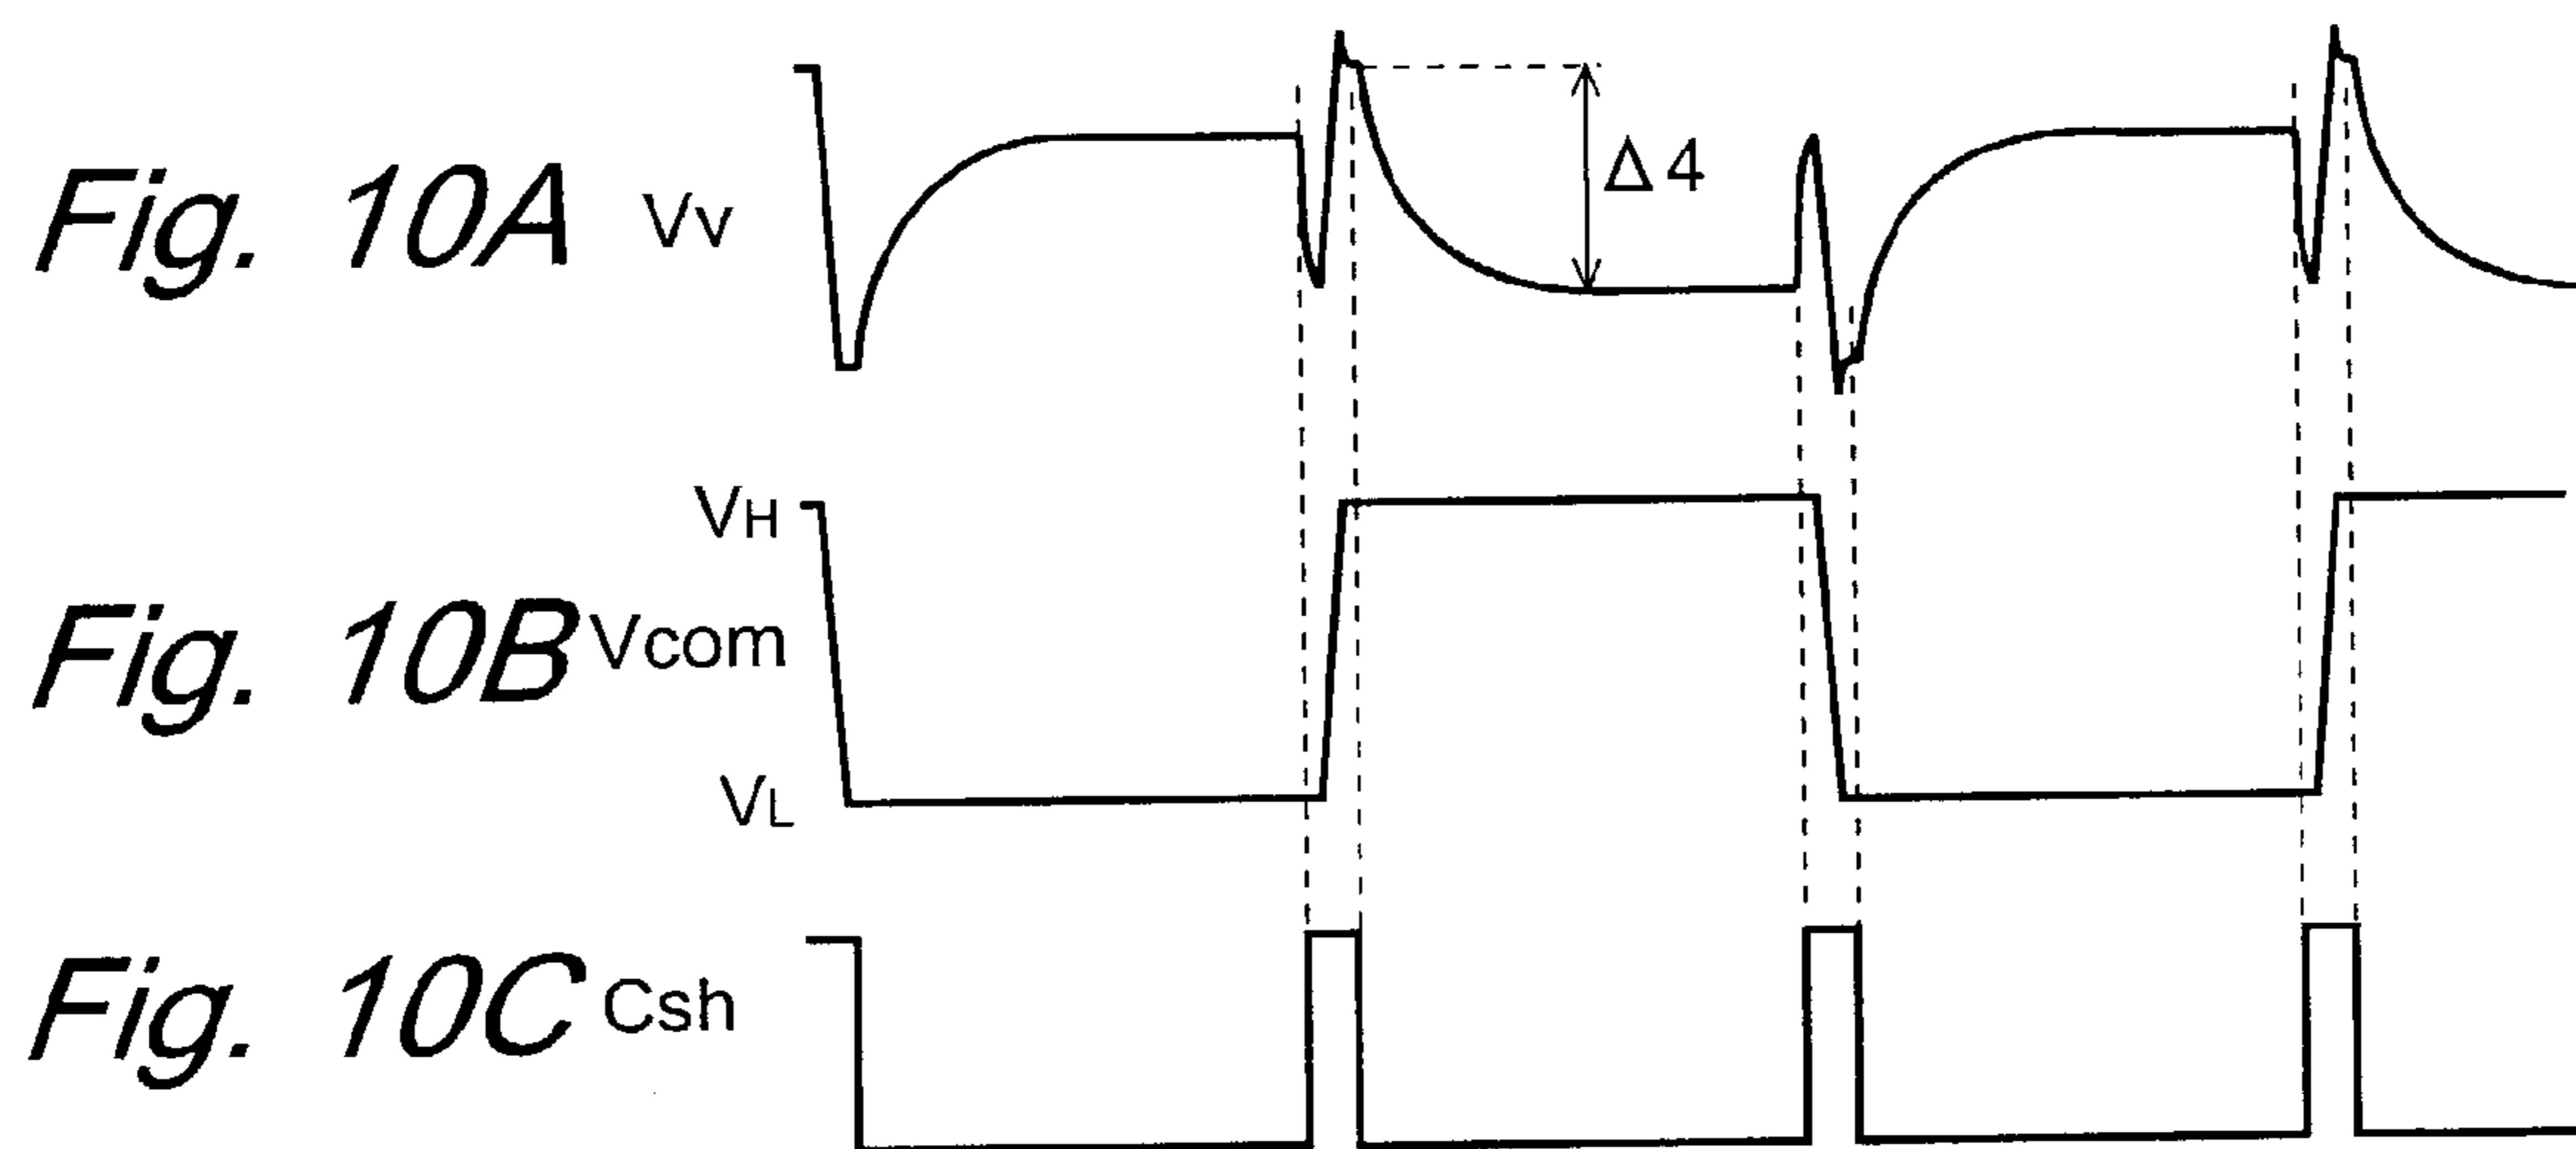 Fig. 10A Vv
Δ4
VH
Fig. 10B Vcom
VL
Fig. 10C Csh